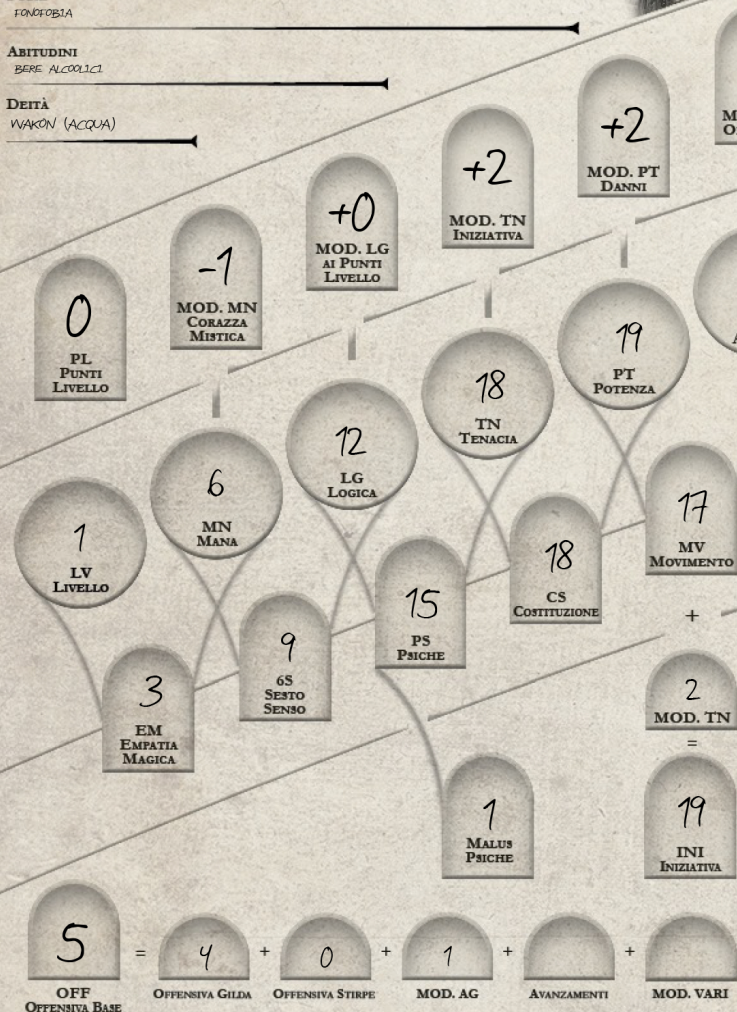 FONOFOBIA
ABITUDINI
BERE ALCOOLICI
DEITÀ
WAKON (ACQUA)
+2
MOD. PT
DANNI
+2
MOD. TN
INIZIATIVA
+0
MOD. LG
AI PUNTI
LIVELLO
-1
MOD. MN
CORAZZA
MISTICA
0
PL
PUNTI
LIVELLO
19
PT
POTENZA
18
TN
TENACIA
12
LG
LOGICA
6
MN
MANA
1
LV
LIVELLO
17
MV
MOVIMENTO
18
CS
COSTITUZIONE
15
PS
PSICHE
9
6S
SESTO
SENSO
3
EM
EMPATIA
MAGICA
+
2
MOD. TN
=
19
INI
INIZIATIVA
1
MALUS
PSICHE
5 = 4 + 0 + 1 + +
OFF OFFENSIVA GILDA OFFENSIVA STIRPE MOD. AG AVANZAMENTI MOD. VARI
OFFENSIVA BASE